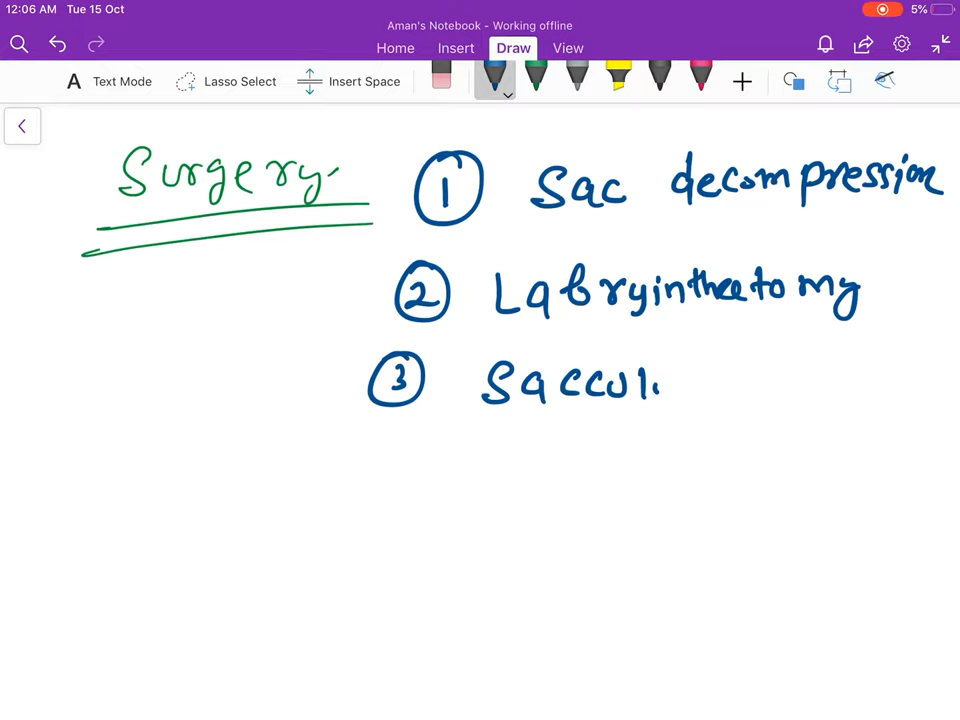 12:06 AM Tue 15 Oct 5%
Aman's Notebook - Working offline
Home Insert Draw View
A Text Mode Lasso Select Insert Space
Surgery. 1 Sac decompression
2 Labryintheetomy
3 Saccul.